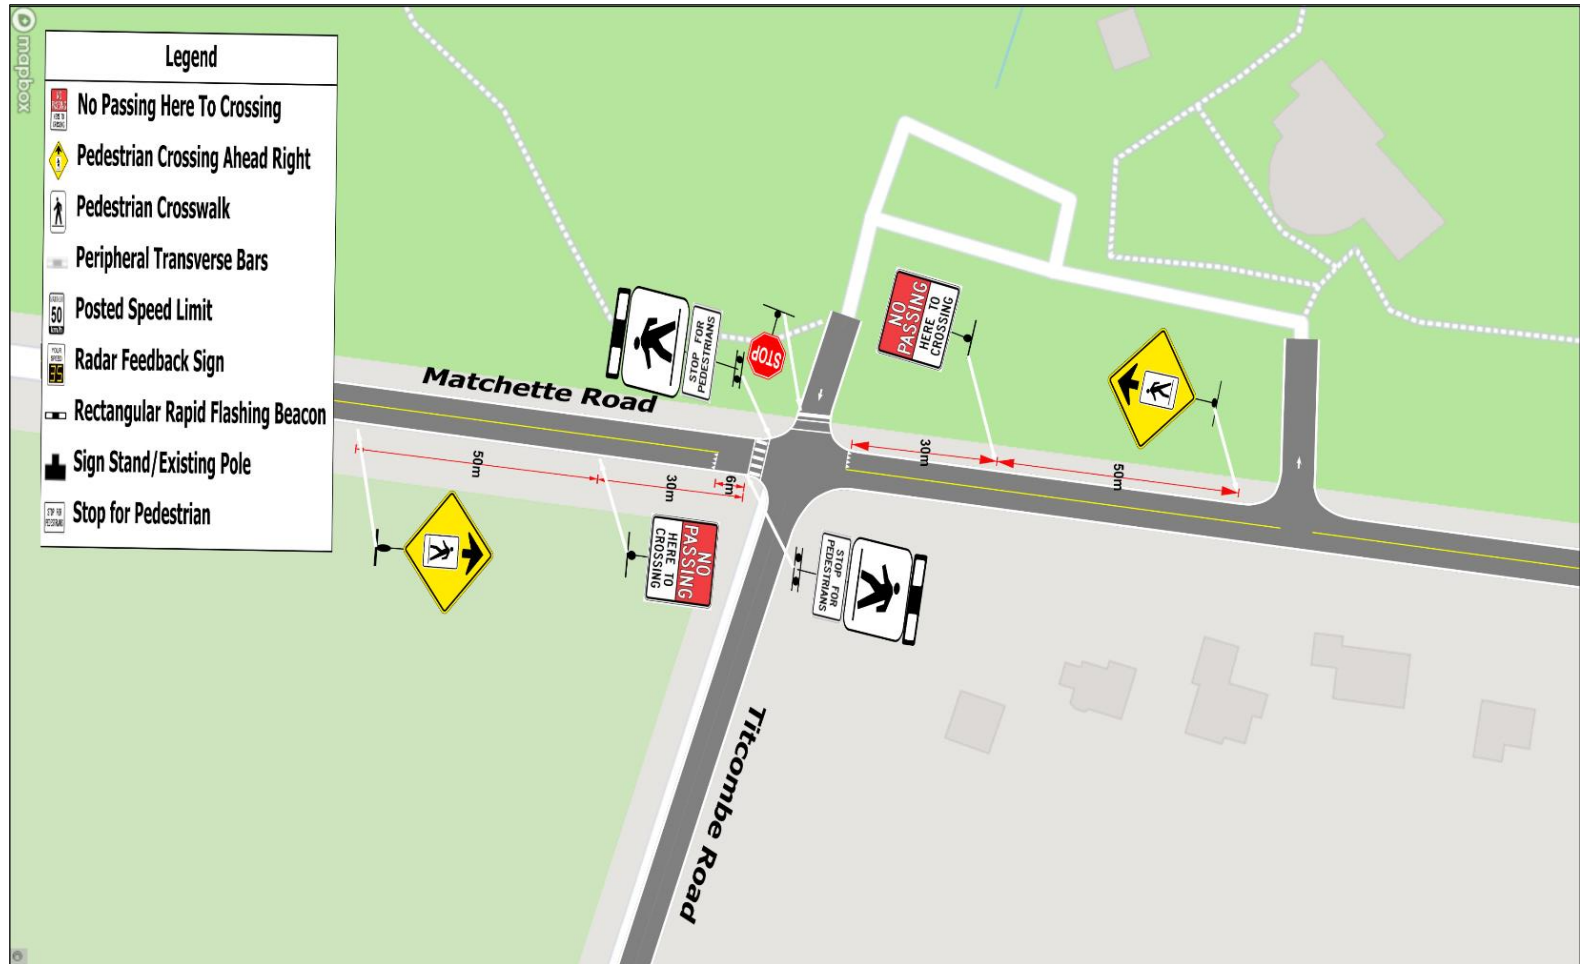 mapbox
Legend
No Passing Here To Crossing
Pedestrian Crossing Ahead Right
Pedestrian Crosswalk
Peripheral Transverse Bars
50
km/h
Posted Speed Limit
Radar Feedback Sign
Rectangular Rapid Flashing Beacon
Sign Stand/Existing Pole
Stop for Pedestrian
Matchette Road
STOP FOR
PEDESTRIANS
STOP
NO
PASSING
HERE TO
CROSSING
30m
50m
50m
30m
6m
NO
PASSING
HERE TO
CROSSING
STOP FOR
PEDESTRIANS
Titcombe Road